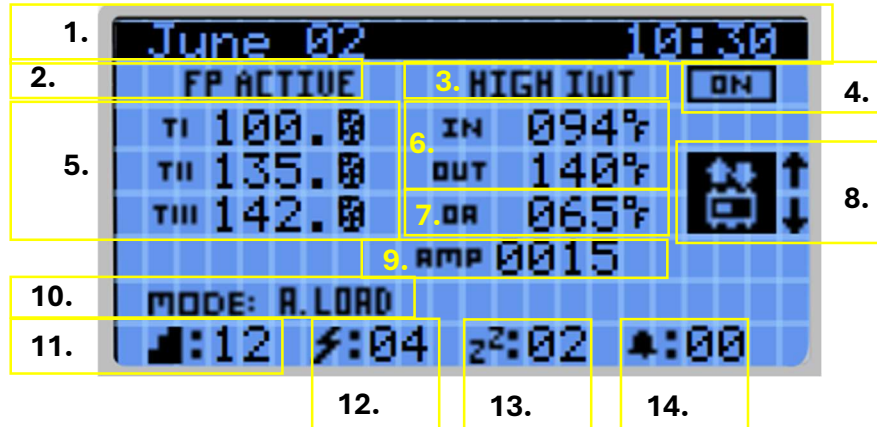 1. June 02 10:30
2. FP ACTIVE 3. HIGH IWT ON 4.
TI 100.0 6. IN 094°F
5. TII 135.0 OUT 140°F
TIII 142.0 7. OA 065°F 8.
9. AMP 0015
10. MODE: A.LOAD
11. :12 :04 zz:02 :00
12. 13. 14.